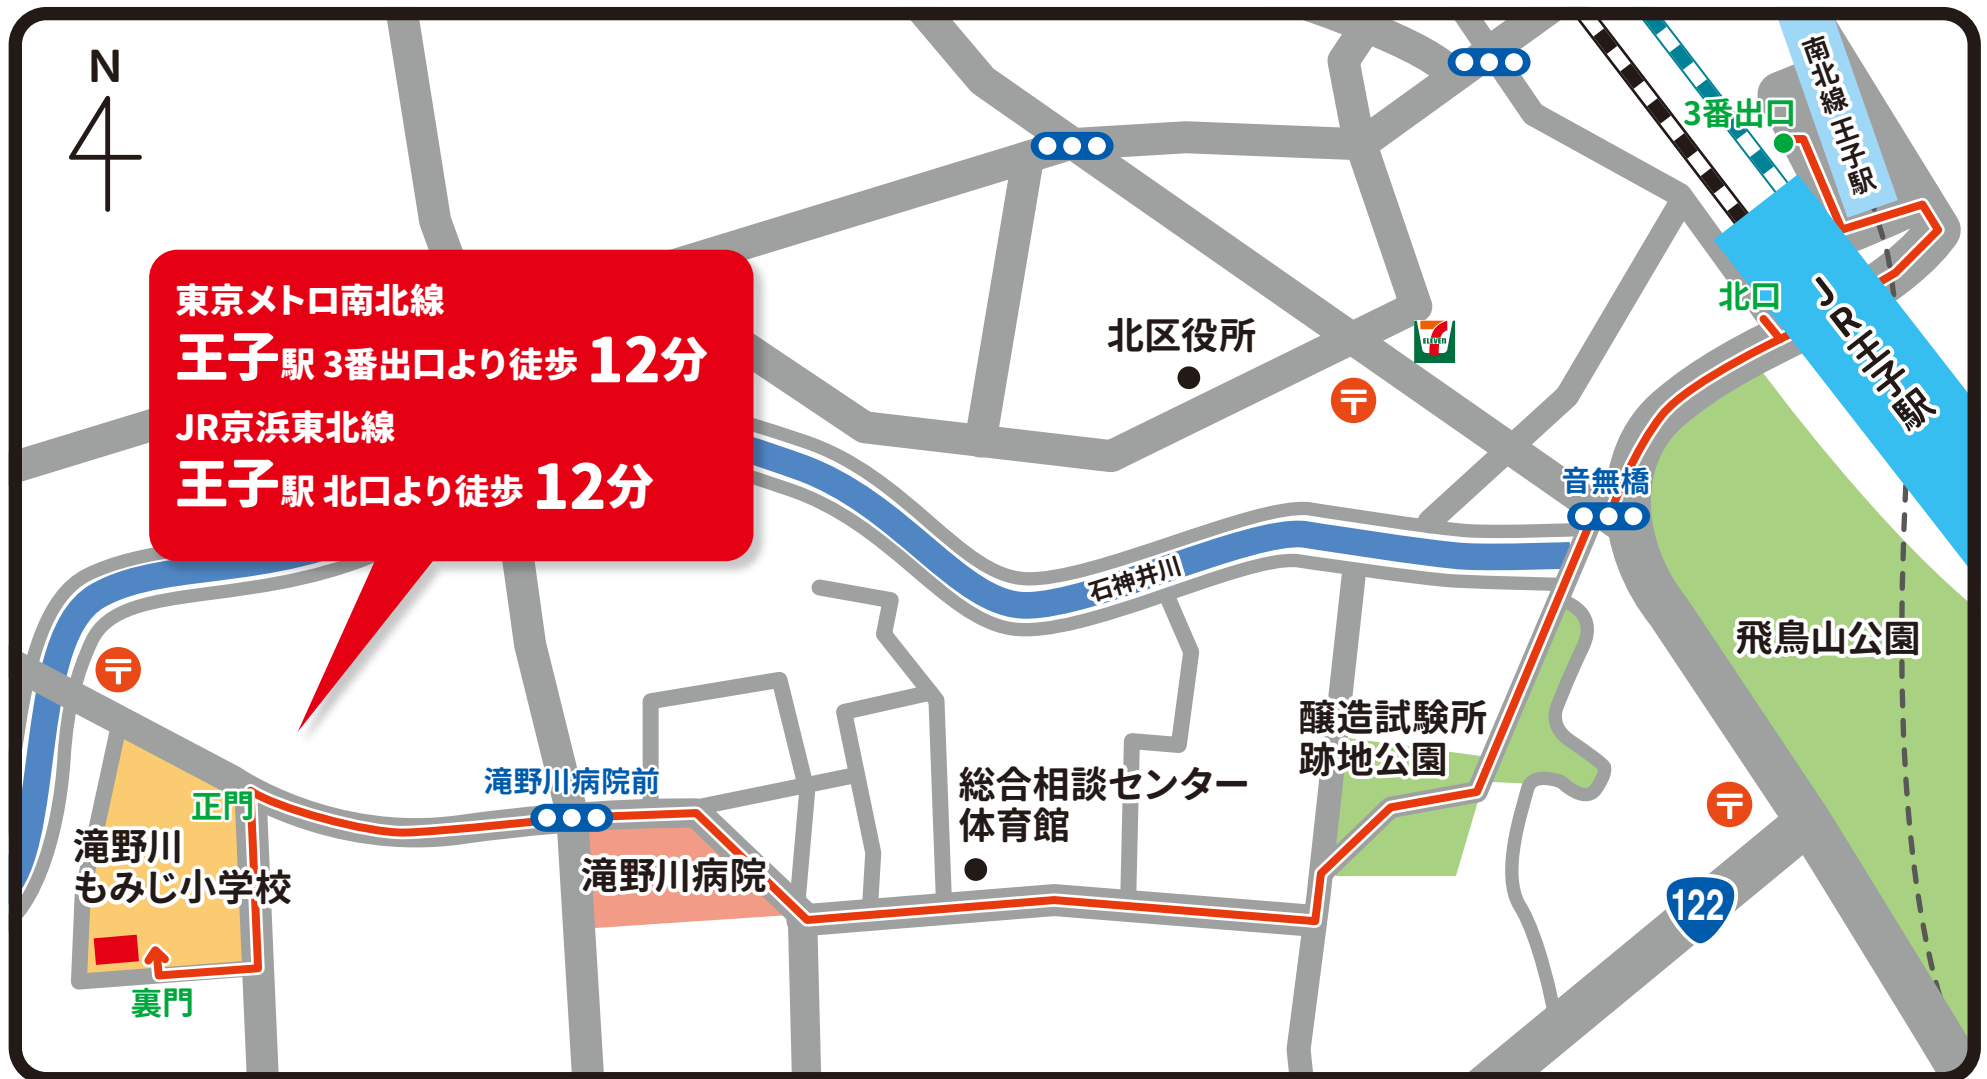 N
東京メトロ南北線
王子駅 3番出口より徒歩 12分
JR京浜東北線
王子駅 北口より徒歩 12分
南北線 王子駅
3番出口
北口
JR王子駅
北区役所
ELEVEn
音無橋
石神井川
飛鳥山公園
醸造試験所
跡地公園
総合相談センター
体育館
滝野川病院前
滝野川病院
正門
滝野川
もみじ小学校
裏門
122